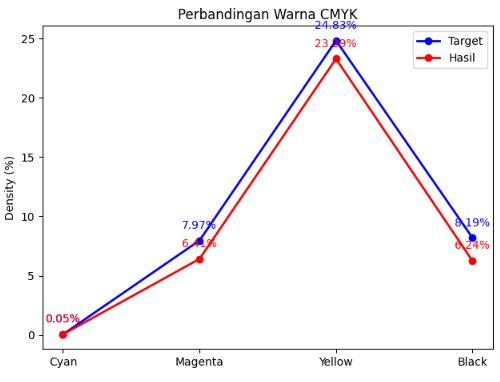 Perbandingan Warna CMYK
24.83%
23.29%
Target
Hasil
7.97%
6.41%
8.19%
6.24%
0.05%
25
20
15
10
5
0
Density (%)
Cyan Magenta Yellow Black